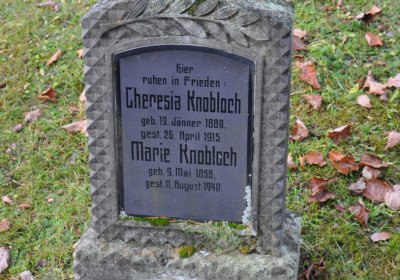 Hier
ruhen in Frieden:
Theresia Knobloch
geb. 19. Jänner 1889.
gest. 26. April 1915.
Marie Knobloch
geb. 9. Mai 1858.
gest. 11. August 1940.